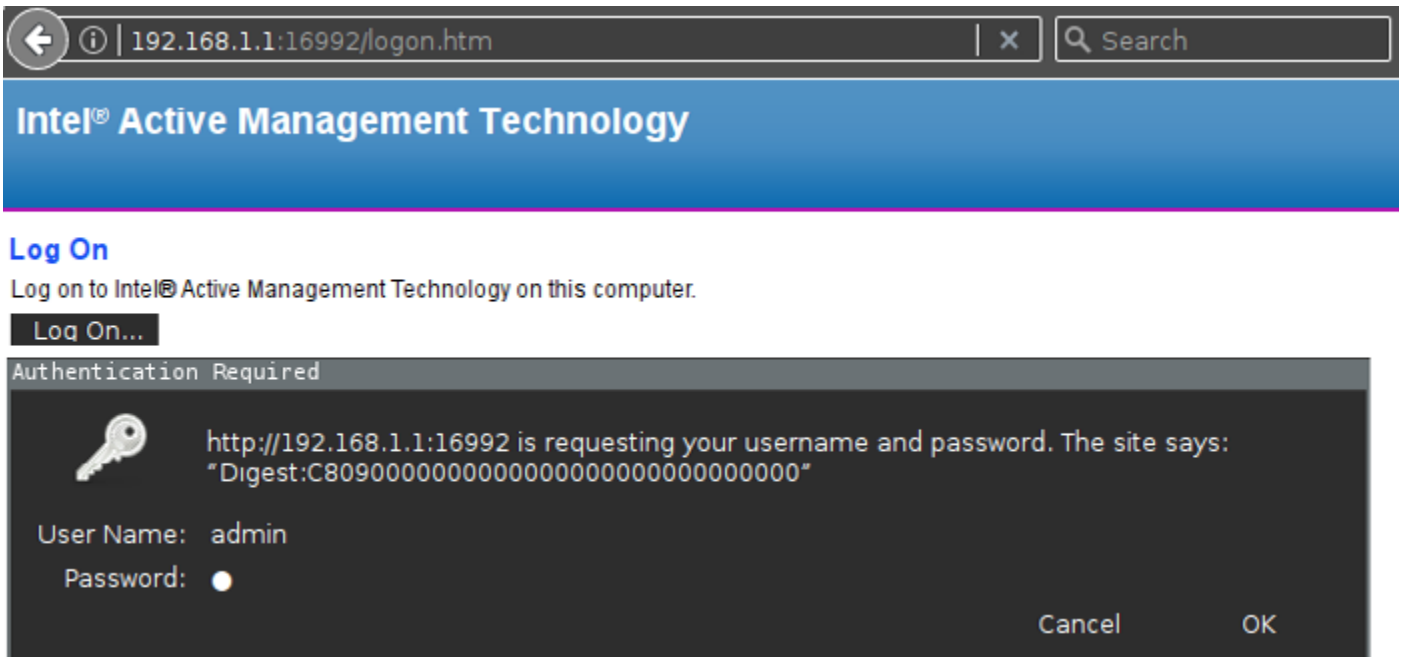 192.168.1.1:16992/logon.htm
Search
Intel® Active Management Technology
Log On
Log on to Intel® Active Management Technology on this computer.
Log On...
Authentication Required
http://192.168.1.1:16992 is requesting your username and password. The site says:
“Digest:C8090000000000000000000000000000”
User Name: admin
Password:
Cancel
OK